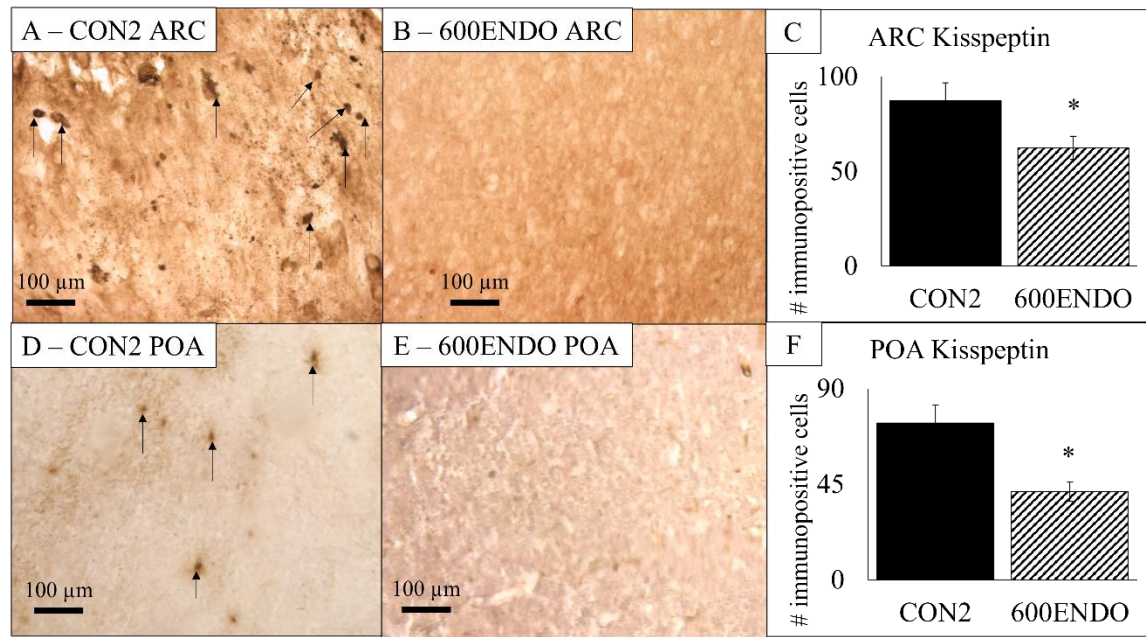 A – CON2 ARC
B – 600ENDO ARC
C
ARC Kisspeptin
# immunopositive cells
100
50
0
*
CON2
600ENDO
100 µm
100 µm
D – CON2 POA
E – 600ENDO POA
F
POA Kisspeptin
# immunopositive cells
90
45
0
*
CON2
600ENDO
100 µm
100 µm